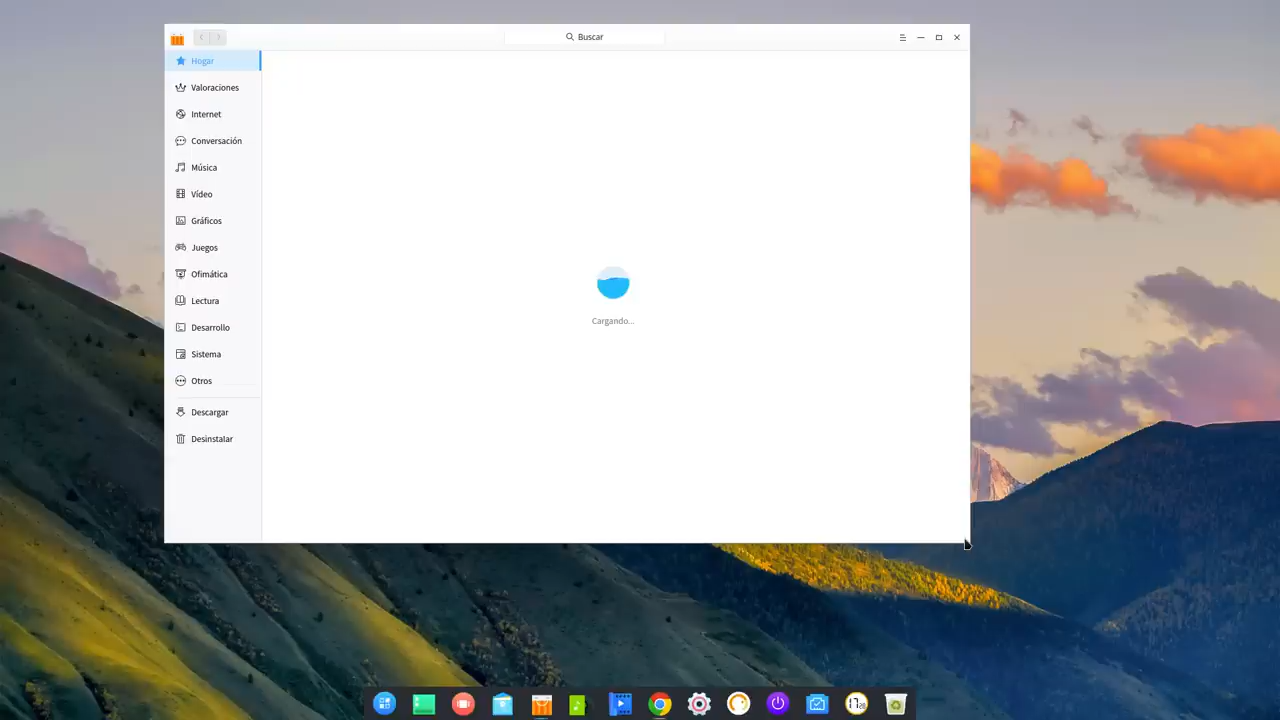 Buscar
Hogar
Valoraciones
Internet
Conversación
Música
Vídeo
Gráficos
Juegos
Ofimática
Lectura
Desarrollo
Sistema
Otros
Descargar
Desinstalar
Cargando...